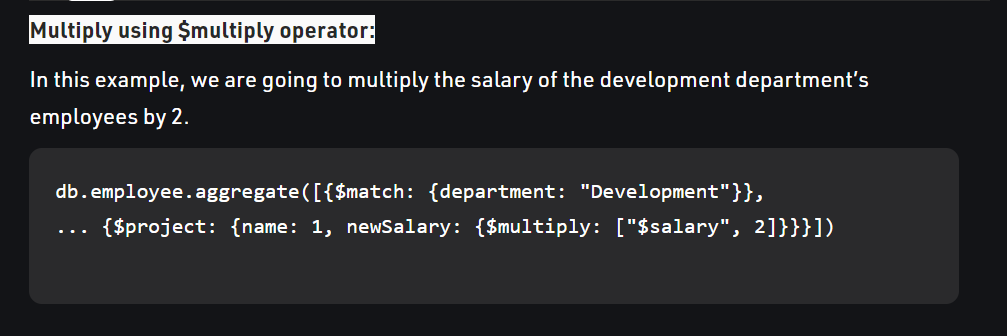 Multiply using $multiply operator:
In this example, we are going to multiply the salary of the development department’s
employees by 2.
db.employee.aggregate([{$match: {department: "Development"}},
... {$project: {name: 1, newSalary: {$multiply: ["$salary", 2]}}}])